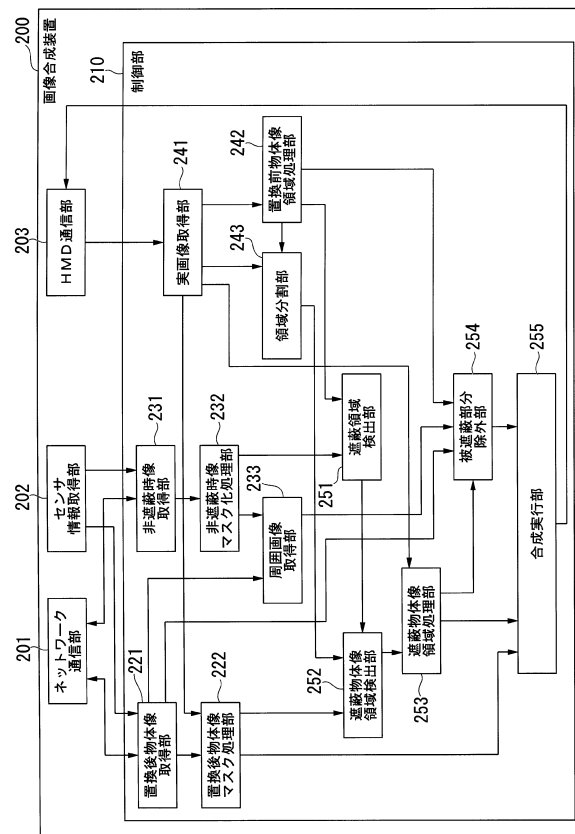 200
画像合成装置
210
制御部
201
ネットワーク
通信部
202
センサ
情報取得部
203
HMD通信部
221
置換後物体像
取得部
222
置換後物体像
マスク処理部
231
非遮蔽時像
取得部
232
非遮蔽時像
マスク化処理部
233
周囲画像
取得部
241
実画像取得部
242
置換前物体像
領域処理部
243
領域分割部
251
遮蔽領域
検出部
252
遮蔽物体像
領域検出部
253
遮蔽物体像
領域処理部
254
被遮蔽部分
除外部
255
合成実行部